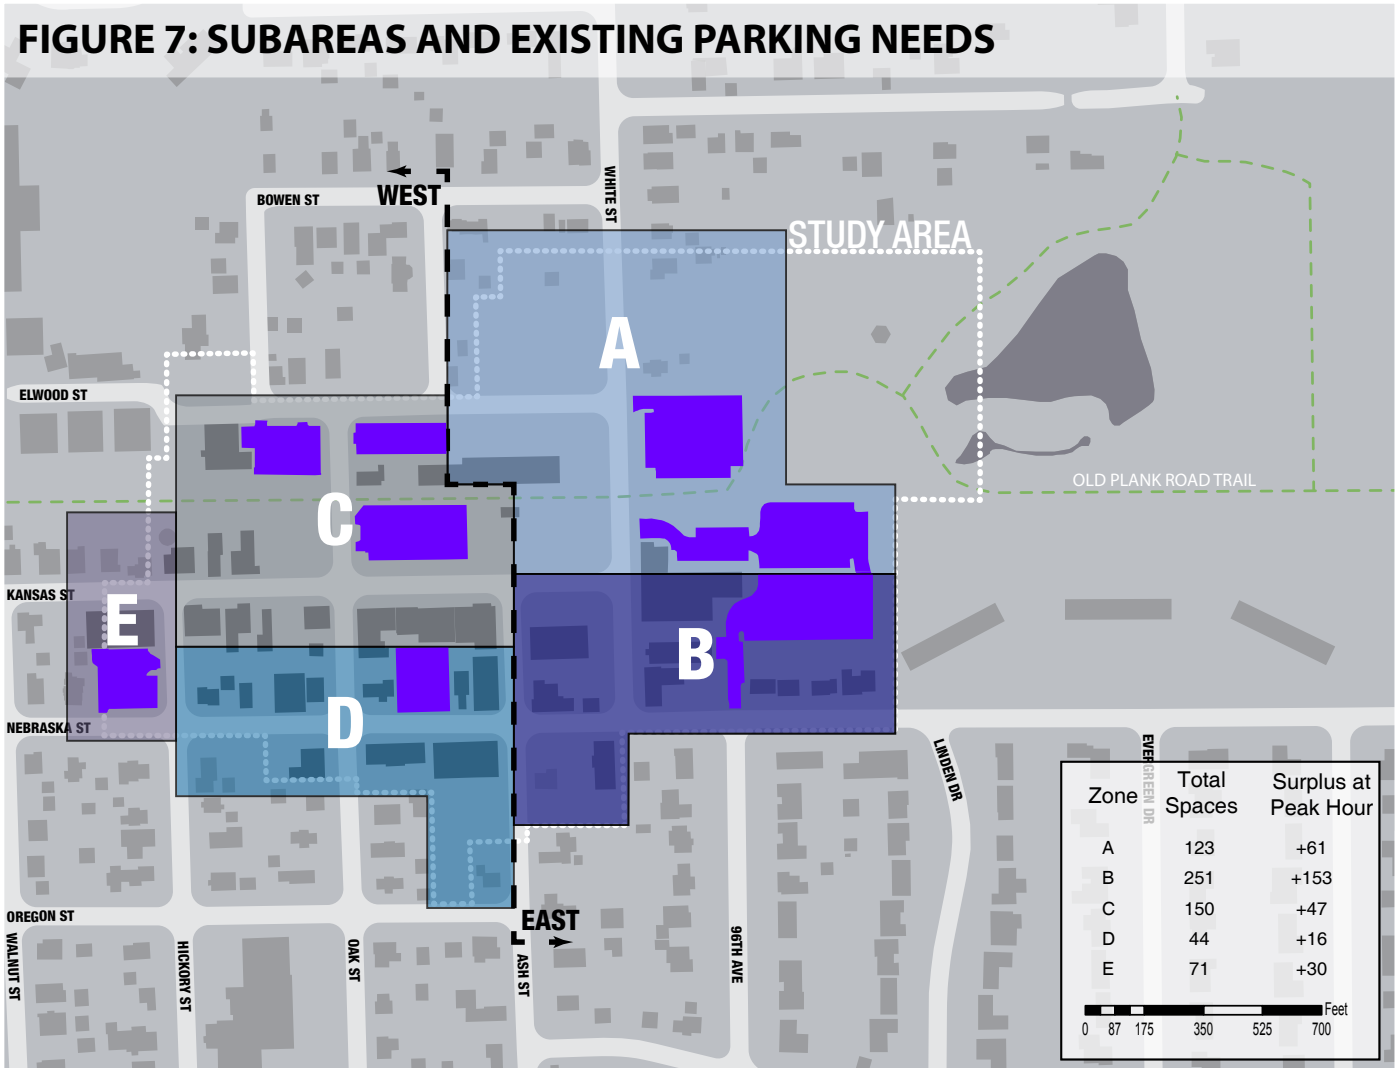 FIGURE 7: SUBAREAS AND EXISTING PARKING NEEDS
WHITE ST
WEST
BOWEN ST
STUDY AREA
A
ELWOOD ST
OLD PLANK ROAD TRAIL
C
KANSAS ST
E
B
D
NEBRASKA ST
LINDEN DR
EVERGREEN DR
OREGON ST
EAST
WALNUT ST
HICKORY ST
OAK ST
ASH ST
96TH AVE
Zone Total Spaces Surplus at Peak Hour
A 123 +61
B 251 +153
C 150 +47
D 44 +16
E 71 +30
Feet
0 87 175 350 525 700